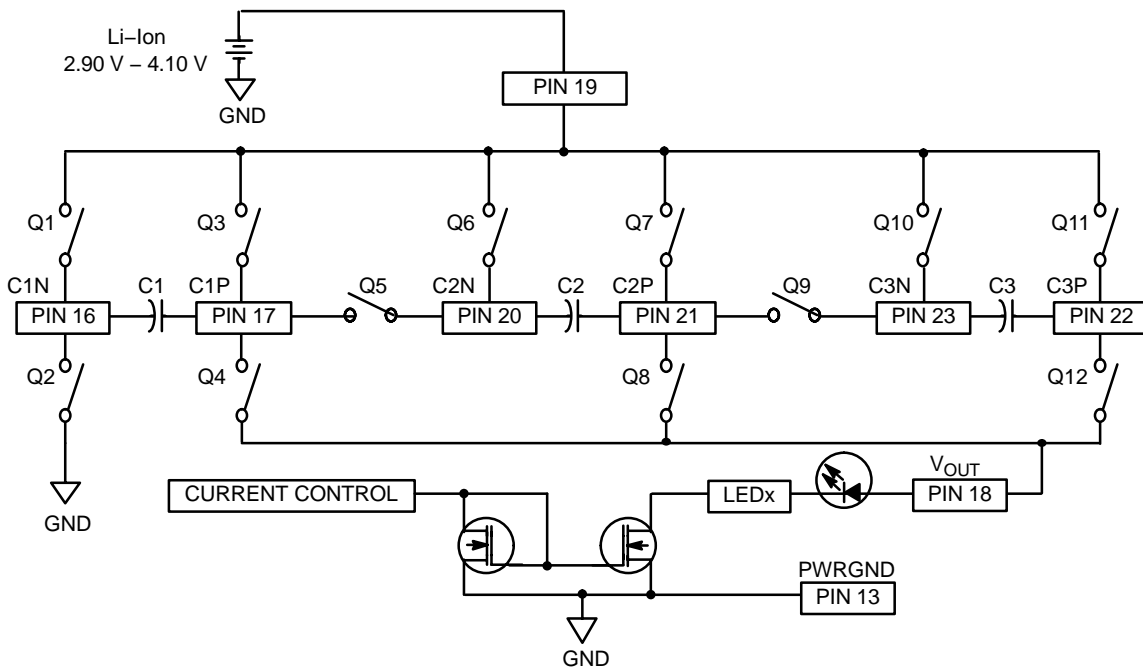 Li–Ion
2.90 V – 4.10 V
GND
PIN 19
Q1
Q3
Q6
Q7
Q10
Q11
C1N
C1
C1P
Q5
C2N
C2
C2P
Q9
C3N
C3
C3P
PIN 16
PIN 17
PIN 20
PIN 21
PIN 23
PIN 22
Q2
Q4
Q8
Q12
GND
CURRENT CONTROL
LEDx
VOUT
PIN 18
PWRGND
PIN 13
GND